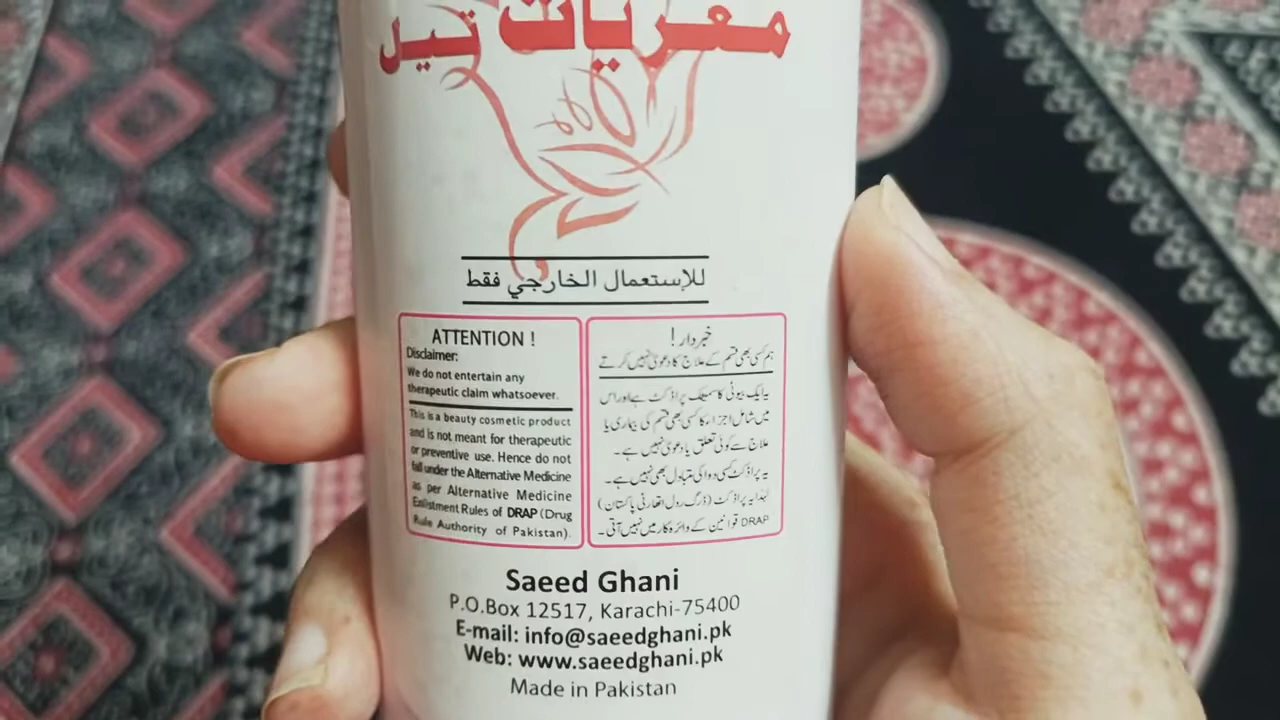 مغزیات تیل
للإستعمال الخارجي فقط
ATTENTION !
Disclaimer:
We do not entertain any
therapeutic claim whatsoever.
This is a beauty cosmetic product
and is not meant for therapeutic
or preventive use. Hence do not
fall under the Alternative Medicine
as per Alternative Medicine
Enlistment Rules of DRAP (Drug
Rule Authority of Pakistan).
خبردار !
ہم کسی بھی قسم کے علاج کا دعویٰ نہیں کرتے
یہ ایک بیوٹی کاسمیٹک پراڈکٹ ہے اور اس
میں شامل اجزاء کا کسی بھی قسم کی بیماری یا
علاج سے کوئی تعلق یا دعویٰ نہیں ہے۔
یہ پراڈکٹ کسی دوا کی متبادل بھی نہیں ہے۔
لہٰذا یہ پراڈکٹ (ڈرگ رول اتھارٹی پاکستان)
DRAP قوانین کے دائرہ کار میں نہیں آتی۔
Saeed Ghani
P.O.Box 12517, Karachi-75400
E-mail: info@saeedghani.pk
Web: www.saeedghani.pk
Made in Pakistan